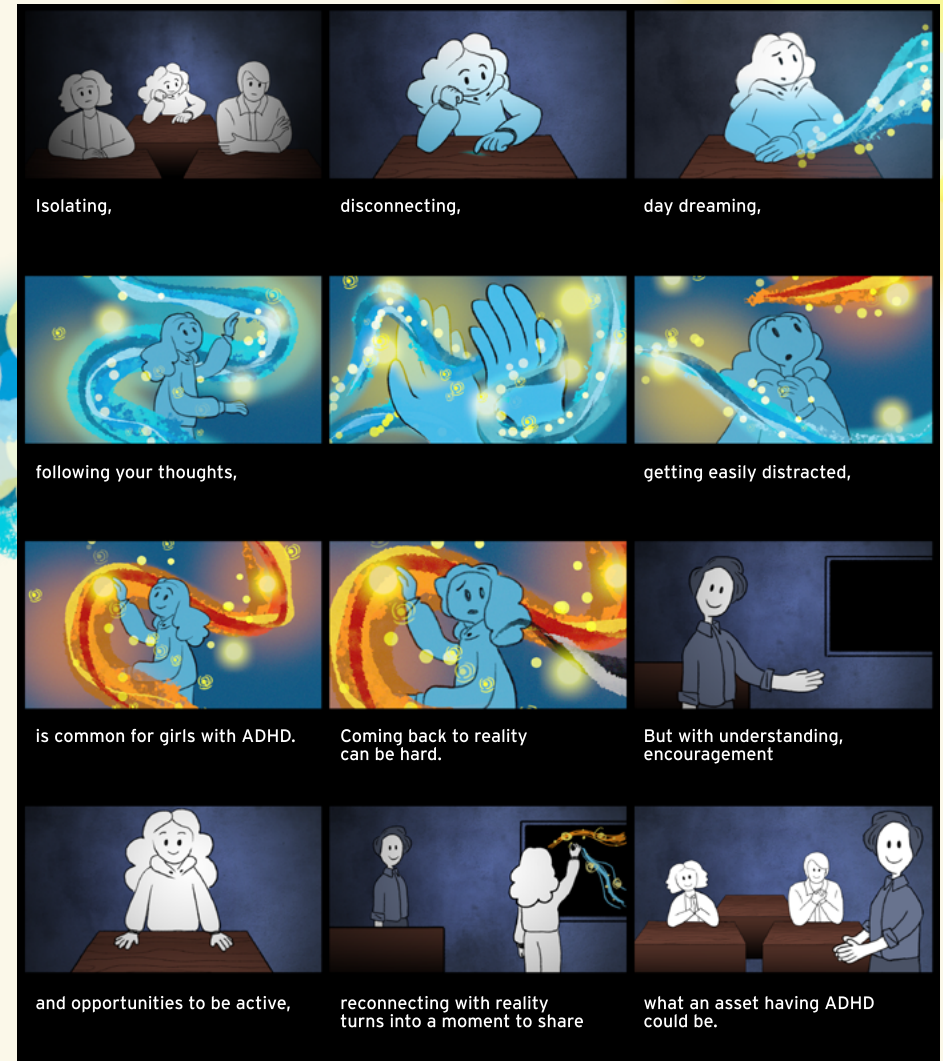 Isolating,
disconnecting,
day dreaming,
following your thoughts,
getting easily distracted,
is common for girls with ADHD.
Coming back to reality
can be hard.
But with understanding,
encouragement
and opportunities to be active,
reconnecting with reality
turns into a moment to share
what an asset having ADHD
could be.